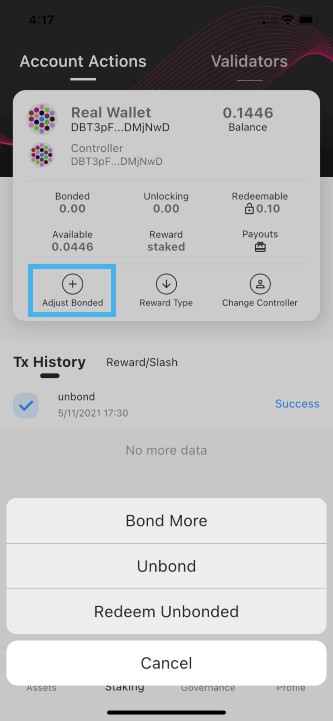 4:17
Account Actions
Validators
Real Wallet
DBT3pF...DMjNwD
0.1446
Balance
Controller
DBT3pF...DMjNwD
Bonded
0.00
Unlocking
0.00
Redeemable
0.10
Available
0.0446
Reward
staked
Payouts
Adjust Bonded
Reward Type
Change Controller
Tx History
Reward/Slash
unbond
5/11/2021 17:30
Success
No more data
Bond More
Unbond
Redeem Unbonded
Cancel
Assets
Staking
Governance
Profile